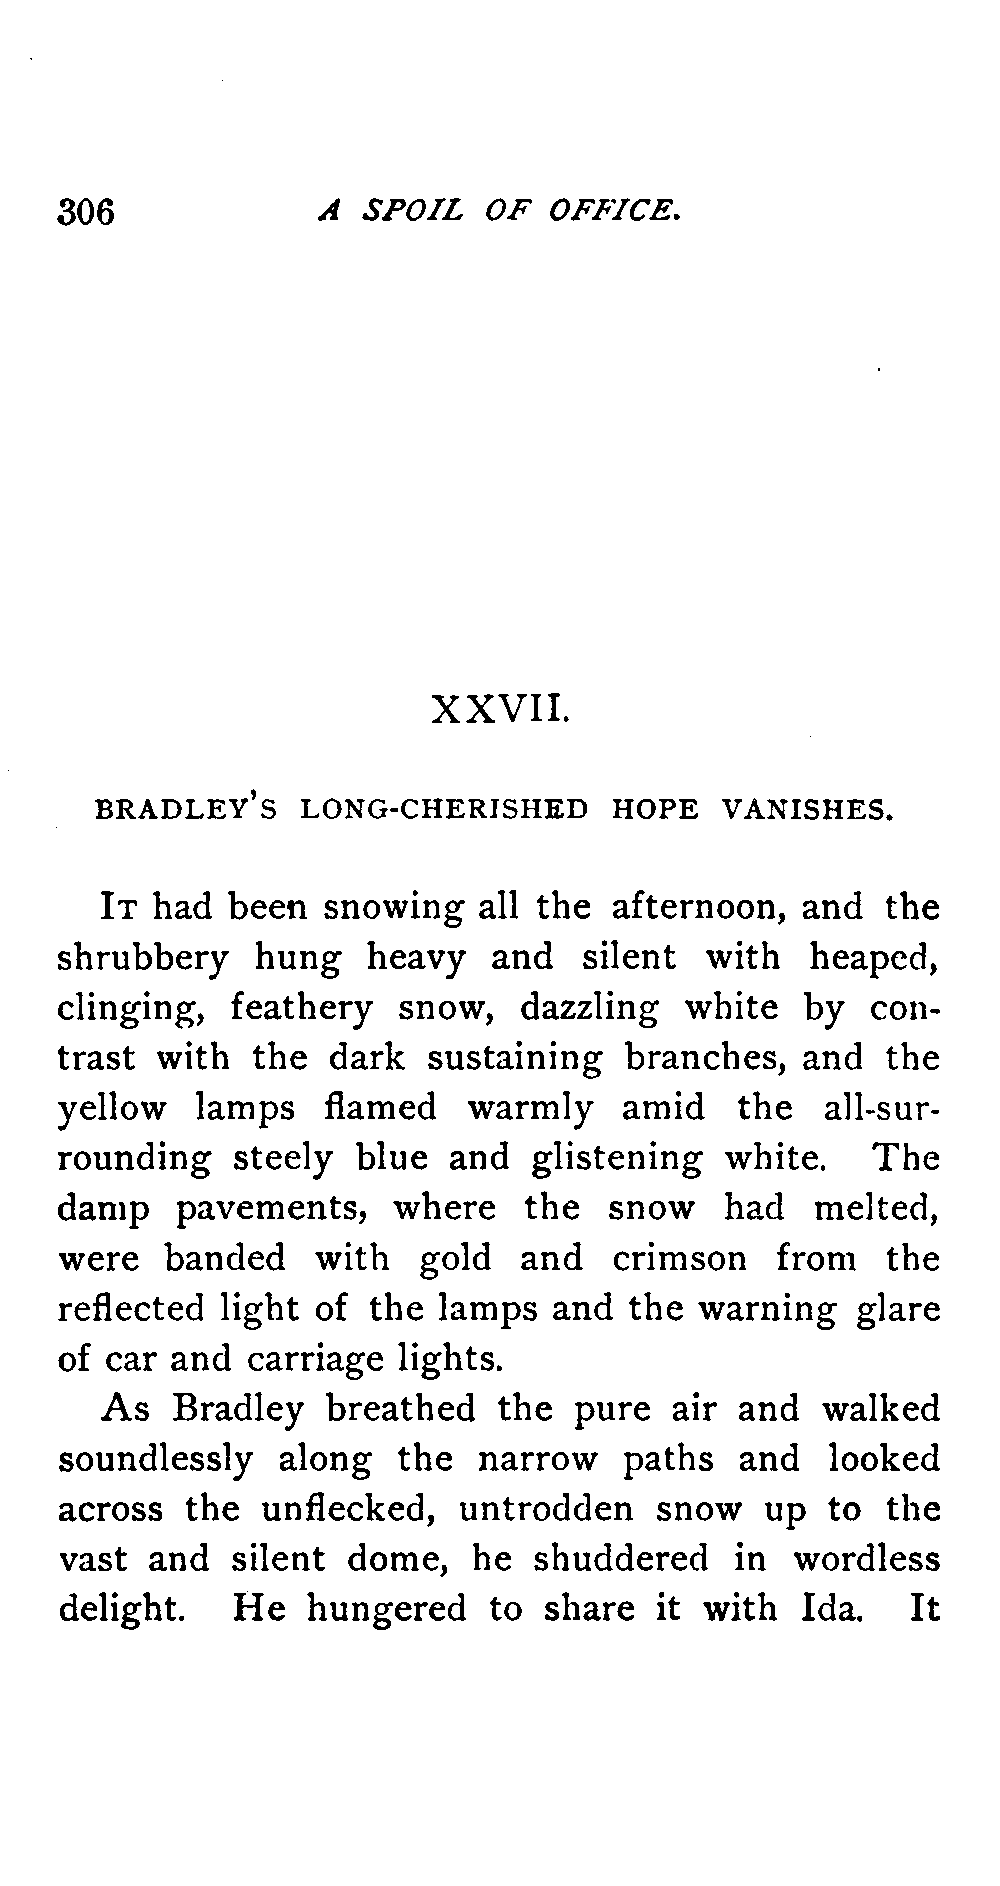 306 A SPOIL OF OFFICE.
XXVII.
BRADLEY'S LONG-CHERISHED HOPE VANISHES.
IT had been snowing all the afternoon, and the
shrubbery hung heavy and silent with heaped,
clinging, feathery snow, dazzling white by con-
trast with the dark sustaining branches, and the
yellow lamps flamed warmly amid the all-sur-
rounding steely blue and glistening white. The
damp pavements, where the snow had melted,
were banded with gold and crimson from the
reflected light of the lamps and the warning glare
of car and carriage lights.
As Bradley breathed the pure air and walked
soundlessly along the narrow paths and looked
across the unflecked, untrodden snow up to the
vast and silent dome, he shuddered in wordless
delight. He hungered to share it with Ida. It